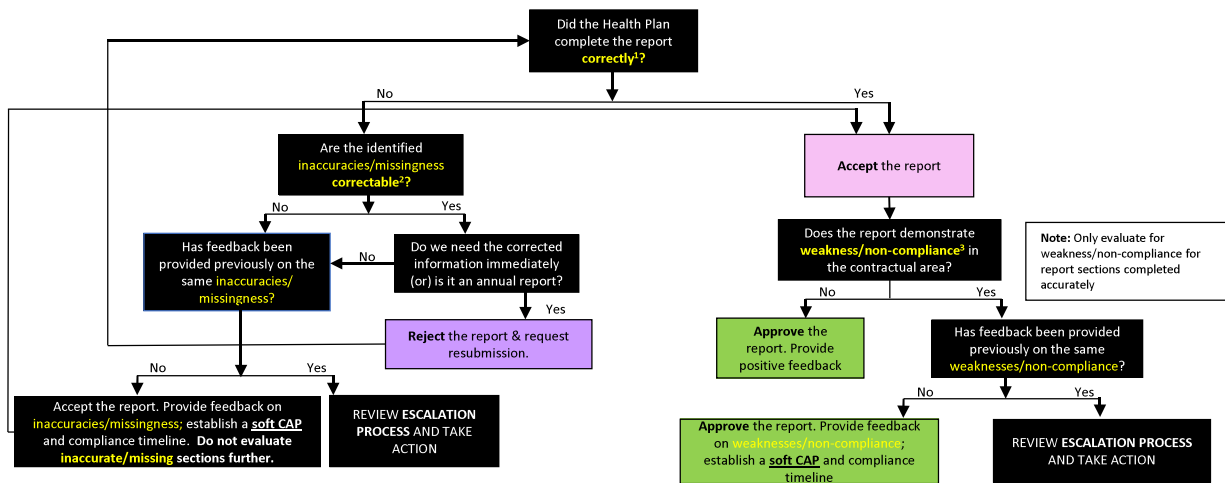 Did the Health Plan
complete the report
correctly¹?
No
Yes
Are the identified
inaccuracies/missingness
correctable²?
Accept the report
No
Yes
Has feedback been
provided previously on the
same inaccuracies/
missingness?
No
Do we need the corrected
information immediately
(or) is it an annual report?
Does the report demonstrate
weakness/non-compliance³ in
the contractual area?
Note: Only evaluate for
weakness/non-compliance for
report sections completed
accurately
Yes
No
Yes
Reject the report & request
resubmission.
Approve the
report. Provide
positive feedback
Has feedback been provided
previously on the same
weaknesses/non-compliance?
No
Yes
No
Yes
Accept the report. Provide feedback on
inaccuracies/missingness; establish a soft CAP
and compliance timeline. Do not evaluate
inaccurate/missing sections further.
REVIEW ESCALATION
PROCESS AND TAKE
ACTION
Approve the report. Provide feedback
on weaknesses/non-compliance;
establish a soft CAP and compliance
timeline
REVIEW ESCALATION PROCESS
AND TAKE ACTION